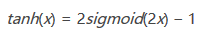 tanh(x) = 2sigmoid(2x) − 1